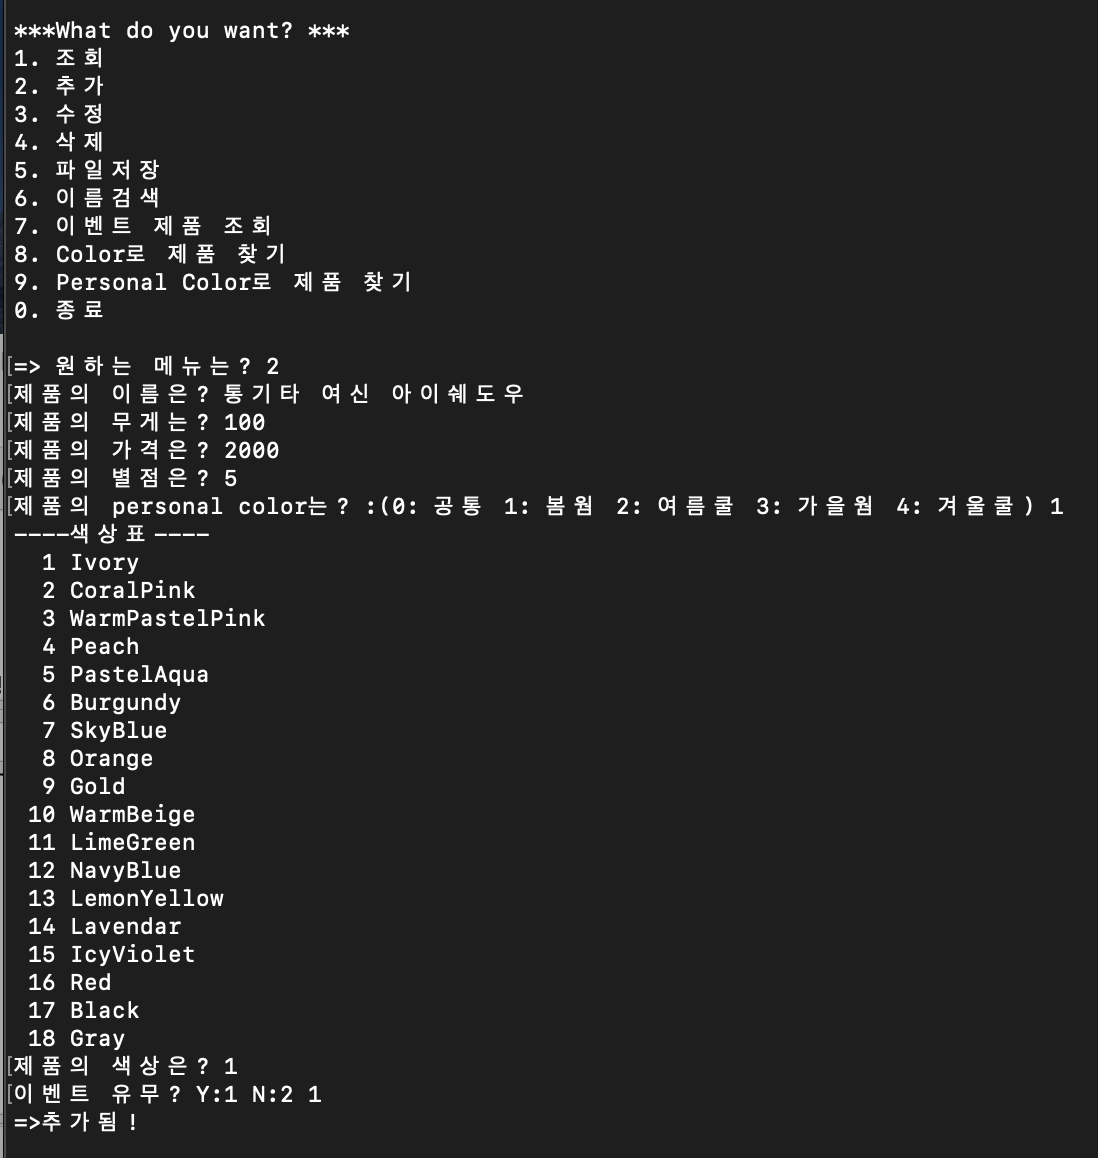 ***What do you want? ***
1. 조회
2. 추가
3. 수정
4. 삭제
5. 파일저장
6. 이름검색
7. 이벤트 제품 조회
8. Color로 제품 찾기
9. Personal Color로 제품 찾기
0. 종료
[=> 원하는 메뉴는? 2
[제품의 이름은? 통기타 여신 아이쉐도우
[제품의 무게는? 100
[제품의 가격은? 2000
[제품의 별점은? 5
[제품의 personal color는? :(0: 공통 1: 봄웜 2: 여름쿨 3: 가을웜 4: 겨울쿨) 1
----색상표----
1 Ivory
2 CoralPink
3 WarmPastelPink
4 Peach
5 PastelAqua
6 Burgundy
7 SkyBlue
8 Orange
9 Gold
10 WarmBeige
11 LimeGreen
12 NavyBlue
13 LemonYellow
14 Lavendar
15 IcyViolet
16 Red
17 Black
18 Gray
[제품의 색상은? 1
[이벤트 유무? Y:1 N:2 1
=>추가됨!